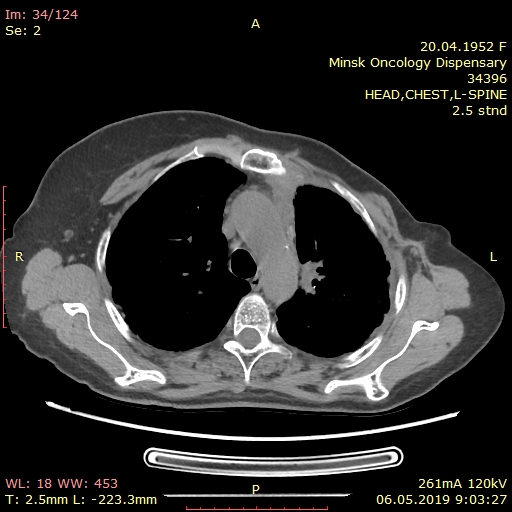 Im: 34/124
Se: 2
A
20.04.1952 F
Minsk Oncology Dispensary
34396
HEAD,CHEST,L-SPINE
2.5 stnd
R
L
WL: 18 WW: 453
T: 2.5mm L: -223.3mm
P
261mA 120kV
06.05.2019 9:03:27